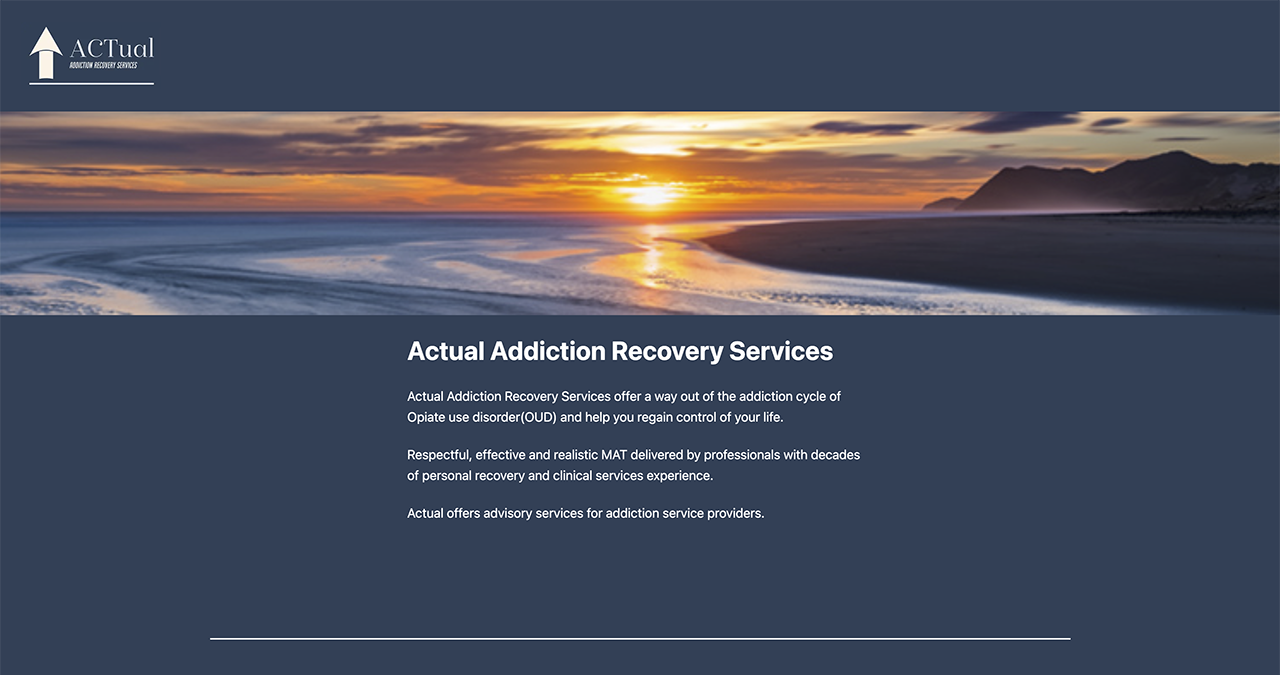 ACTual
ADDICTION RECOVERY SERVICES
Actual Addiction Recovery Services
Actual Addiction Recovery Services offer a way out of the addiction cycle of
Opiate use disorder(OUD) and help you regain control of your life.
Respectful, effective and realistic MAT delivered by professionals with decades
of personal recovery and clinical services experience.
Actual offers advisory services for addiction service providers.